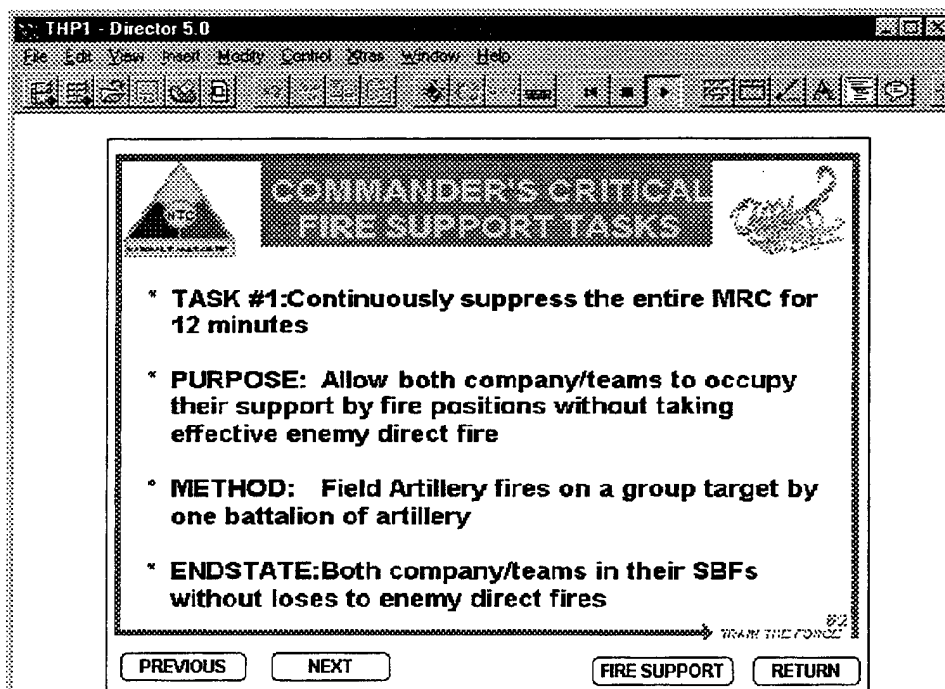 THP1 - Director 5.0
File Edit View Insert Modify Control Xtras Window Help
NTC
COMMANDER'S CRITICAL
FIRE SUPPORT TASKS
* TASK #1:Continuously suppress the entire MRC for
12 minutes
* PURPOSE: Allow both company/teams to occupy
their support by fire positions without taking
effective enemy direct fire
* METHOD: Field Artillery fires on a group target by
one battalion of artillery
* ENDSTATE:Both company/teams in their SBFs
without loses to enemy direct fires
TRAIN THE FORCE
PREVIOUS NEXT FIRE SUPPORT RETURN